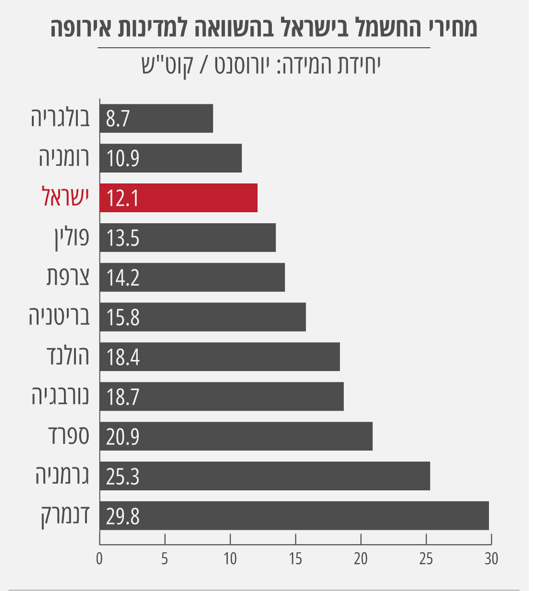 מחירי החשמל בישראל בהשוואה למדינות אירופה
יחידת המידה: יורוסנט / קוט"ש
בולגריה 8.7
רומניה 10.9
ישראל 12.1
פולין 13.5
צרפת 14.2
בריטניה 15.8
הולנד 18.4
נורבגיה 18.7
ספרד 20.9
גרמניה 25.3
דנמרק 29.8
0 5 10 15 20 25 30